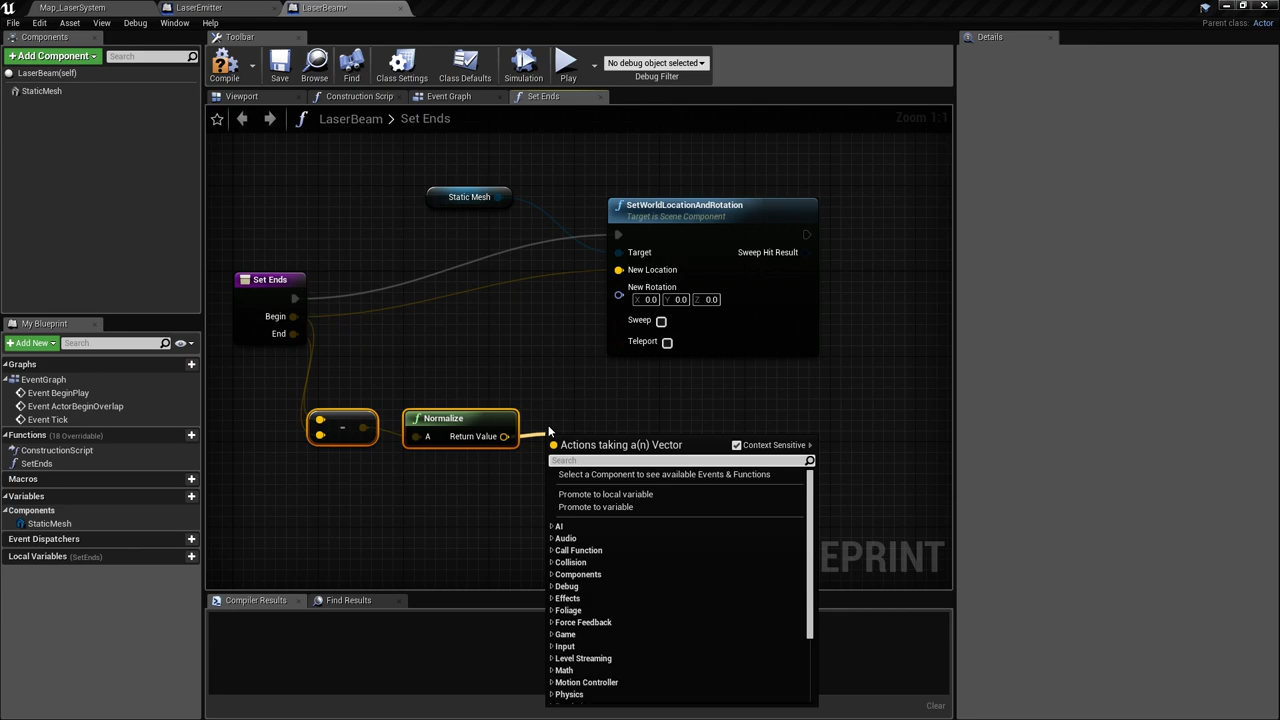 Map_LaserSystem
LaserEmitter
LaserBeam*
File Edit Asset View Debug Window Help
Parent class: Actor
Components
+Add Component
Search
LaserBeam(self)
StaticMesh
Toolbar
Compile
Save
Browse
Find
Class Settings
Class Defaults
Simulation
Play
No debug object selected
Debug Filter
Details
Viewport
Construction Scrip
Event Graph
Set Ends
LaserBeam > Set Ends
Zoom 1:1
Static Mesh
SetWorldLocationAndRotation
Target is Scene Component
Target
Sweep Hit Result
New Location
New Rotation
X 0.0 Y 0.0 Z 0.0
Sweep
Teleport
Set Ends
Begin
End
-
Normalize
A Return Value
Actions taking a(n) Vector
Context Sensitive
Search
Select a Component to see available Events & Functions
Promote to local variable
Promote to variable
AI
Audio
Call Function
Collision
Components
Debug
Effects
Foliage
Force Feedback
Game
Input
Level Streaming
Math
Motion Controller
Physics
EPRINT
My Blueprint
+Add New
Search
Graphs
EventGraph
Event BeginPlay
Event ActorBeginOverlap
Event Tick
Functions (18 Overridable)
ConstructionScript
SetEnds
Macros
Variables
Components
StaticMesh
Event Dispatchers
Local Variables (SetEnds)
Compiler Results
Find Results
Clear